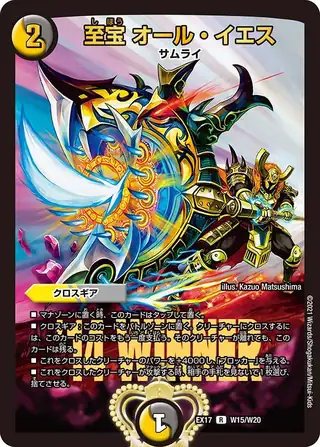 2
しほう
至宝 オール・イエス
サムライ
illus. Kazuo Matsushima
©2021 Wizards/Shogakukan/Mitsui-Kids
クロスギア
■ マナゾーンに置く時、このカードはタップして置く。
■ クロスギア：このカードをバトルゾーンに置く。クリーチャーにクロスするには、このカードのコストをもう一度支払う。そのクリーチャーが離れても、このカードは残る。
■ これをクロスしたクリーチャーのパワーを+4000し、「ブロッカー」を与える。
■ これをクロスしたクリーチャーが攻撃する時、相手の手札を見ないで1枚選び、捨てさせる。
1
EX17 R W15/W20